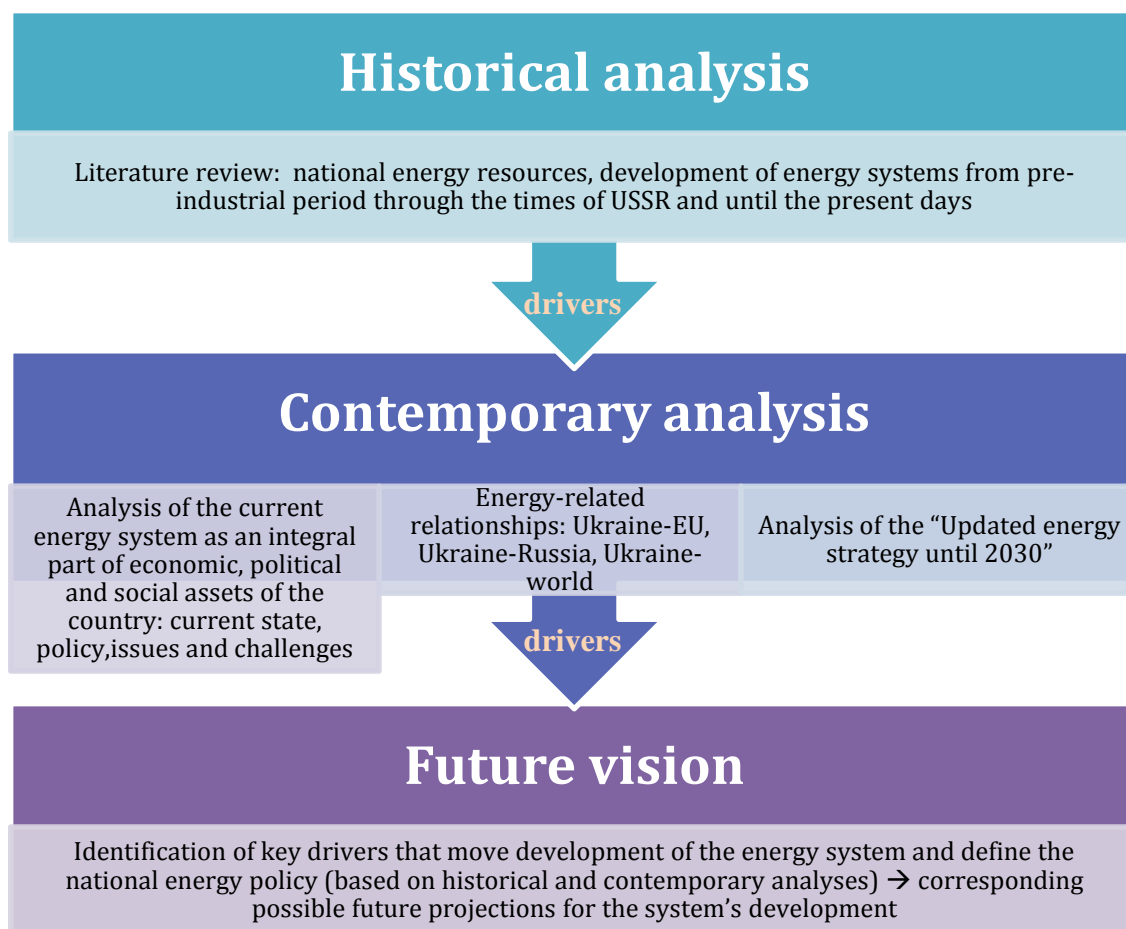 Historical analysis
Literature review:  national energy resources, development of energy systems from pre-
industrial period through the times of USSR and until the present days
drivers
Contemporary analysis
Analysis of the current
energy system as an integral
part of economic, political
and social assets of the
country: current state,
policy,issues and challenges
Energy-related
relationships: Ukraine-EU,
Ukraine-Russia, Ukraine-
world
Analysis of the “Updated energy
strategy until 2030”
drivers
Future vision
Identification of key drivers that move development of the energy system and define the
national energy policy (based on historical and contemporary analyses) → corresponding
possible future projections for the system’s development